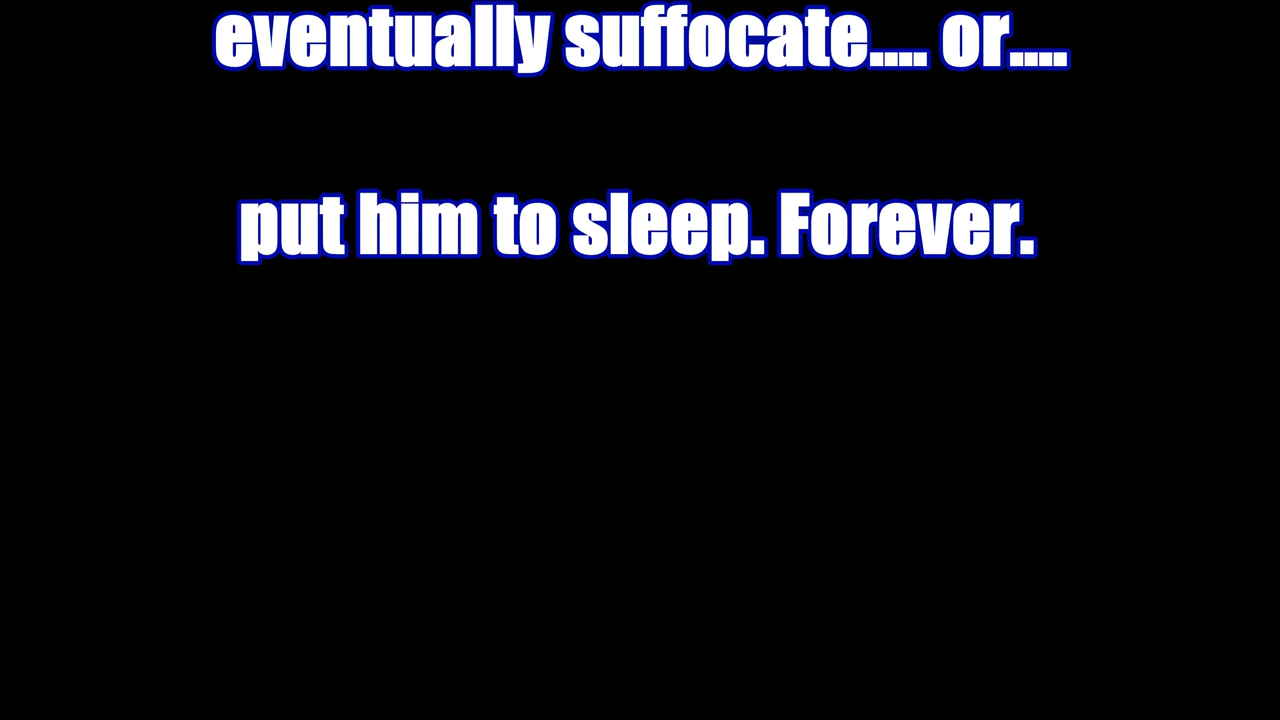 eventually suffocate.... or....
put him to sleep. Forever.